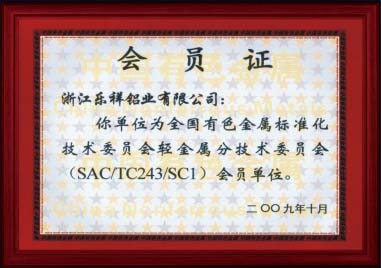 会员证
浙江乐祥铝业有限公司：
你单位为全国有色金属标准化
技术委员会轻金属分技术委员会
（SAC/TC243/SC1）会员单位。
二〇〇九年十月